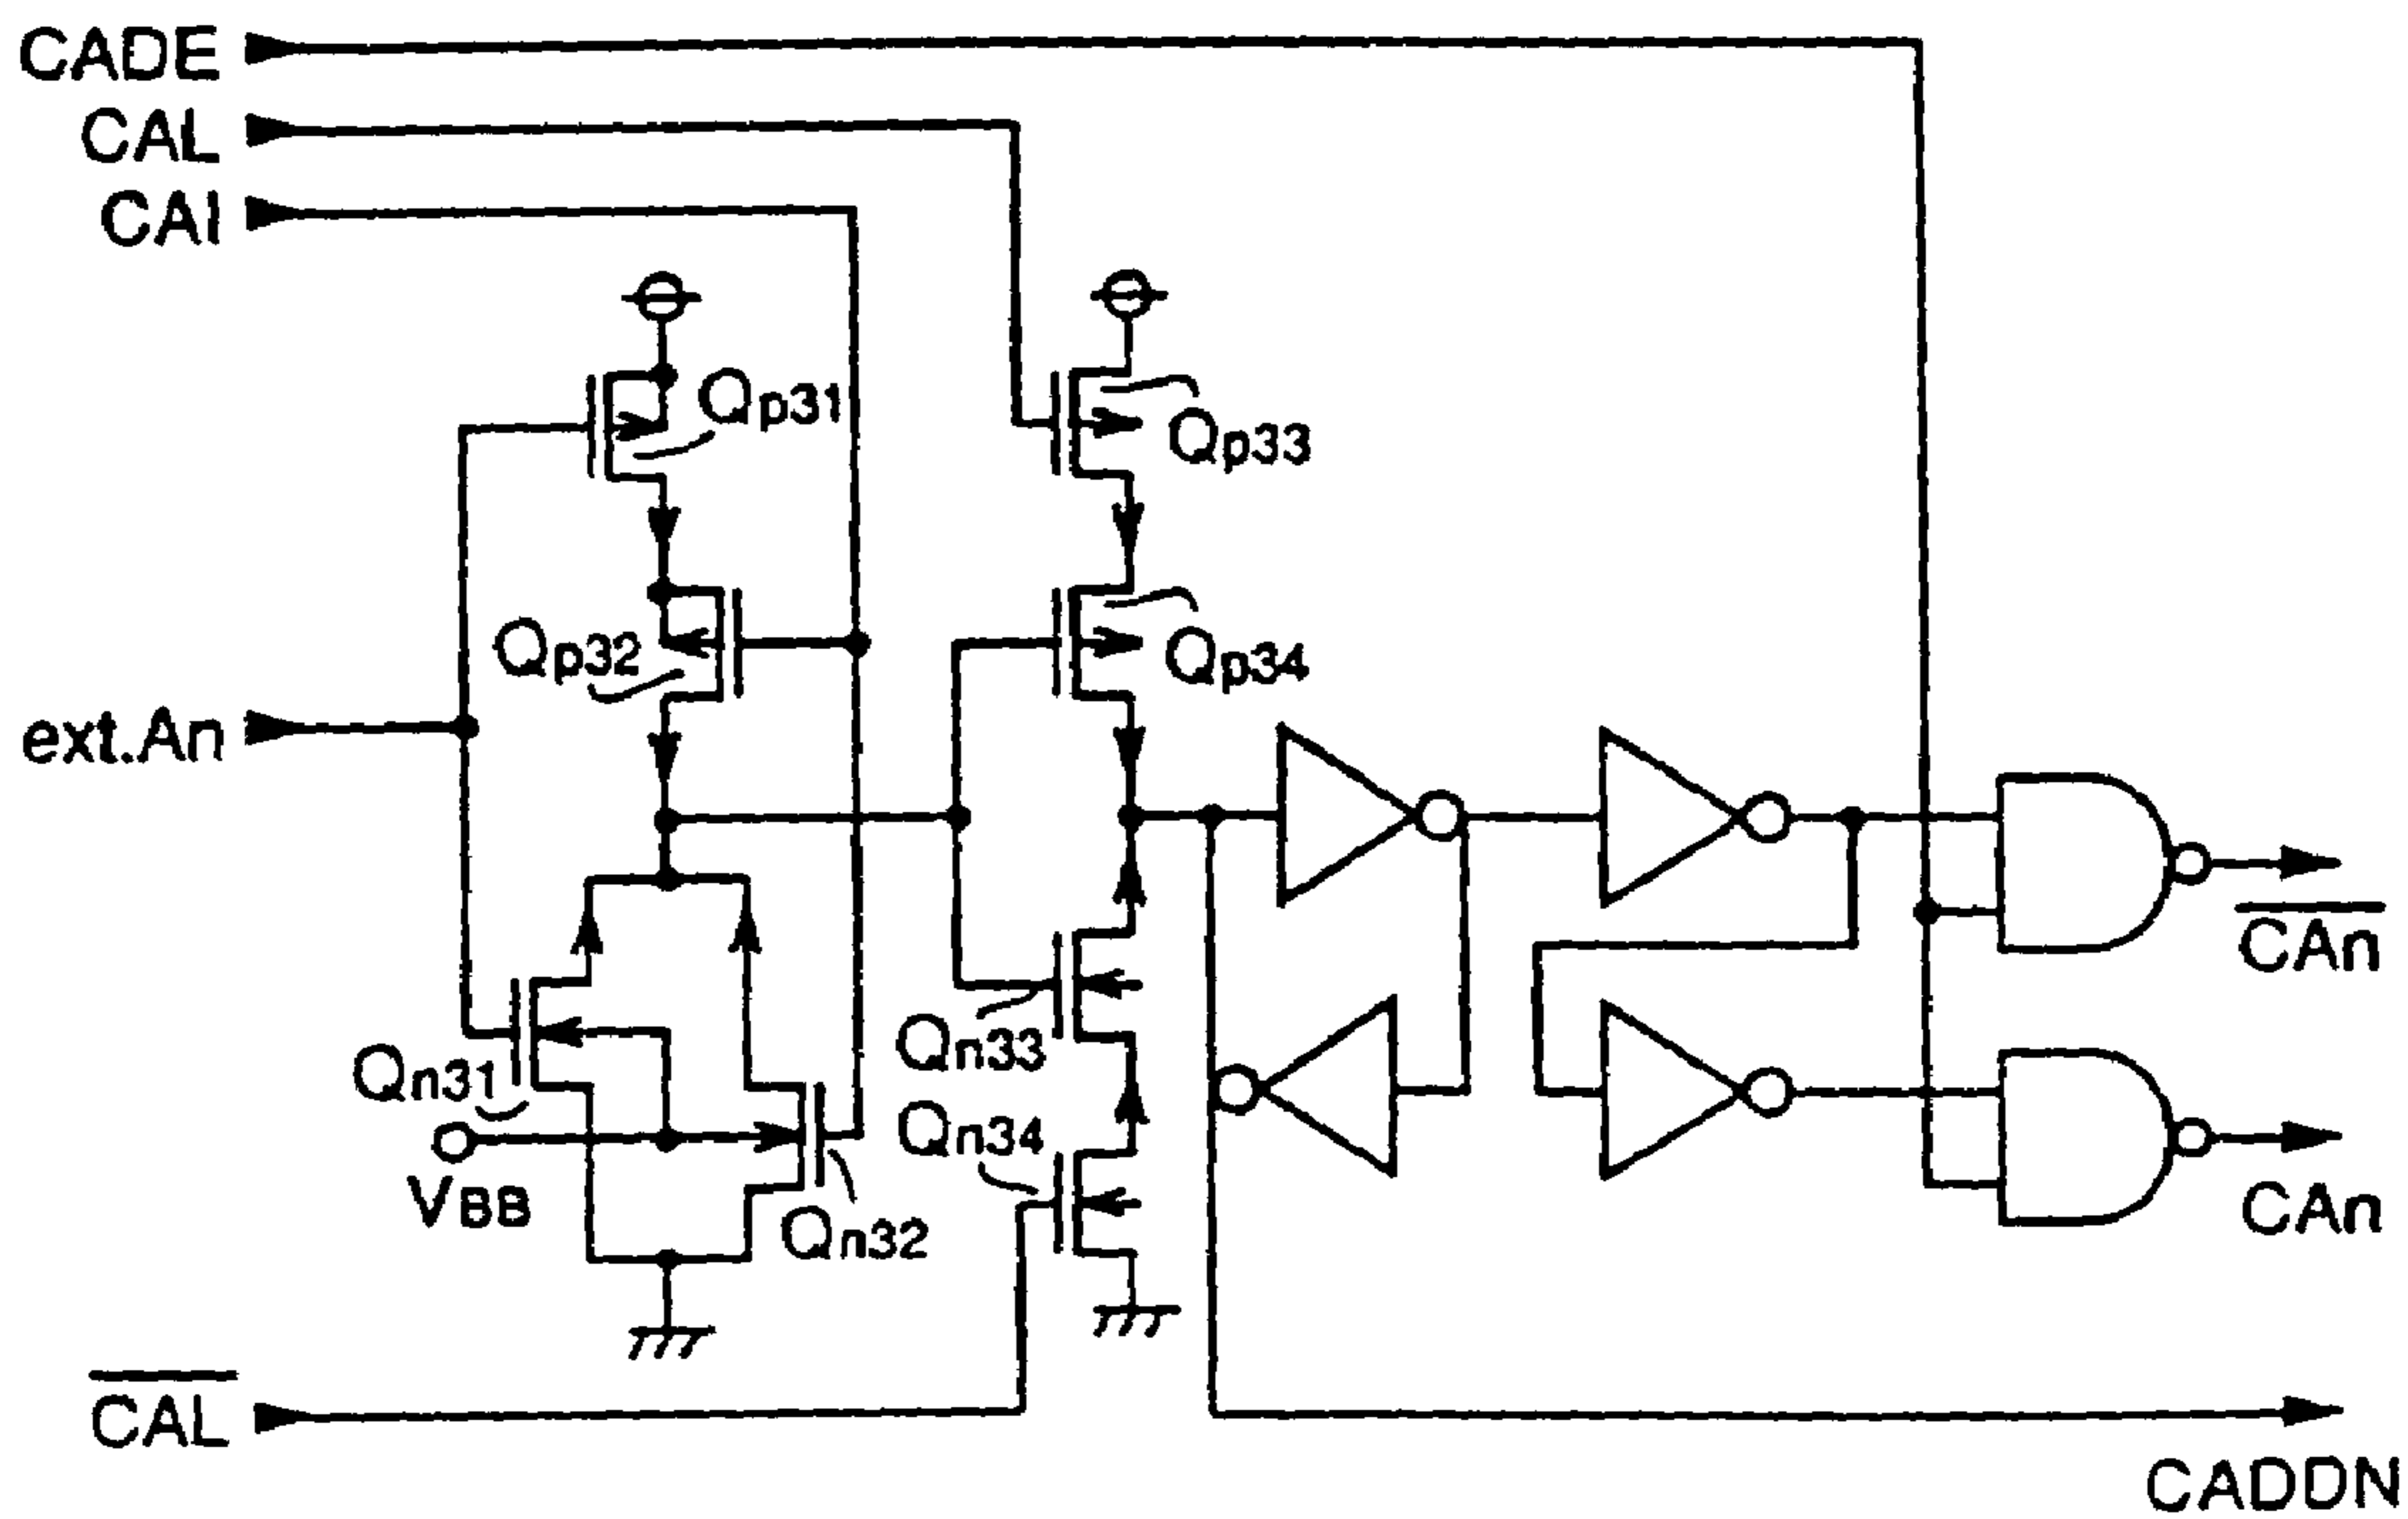 CADE
CAL
CAI
Qp31
Qp33
Qp32
Qp34
ext.An
CAn
Qn33
Qn31
Qn34
VBB
CAn
Qn32
CAL
CADDN